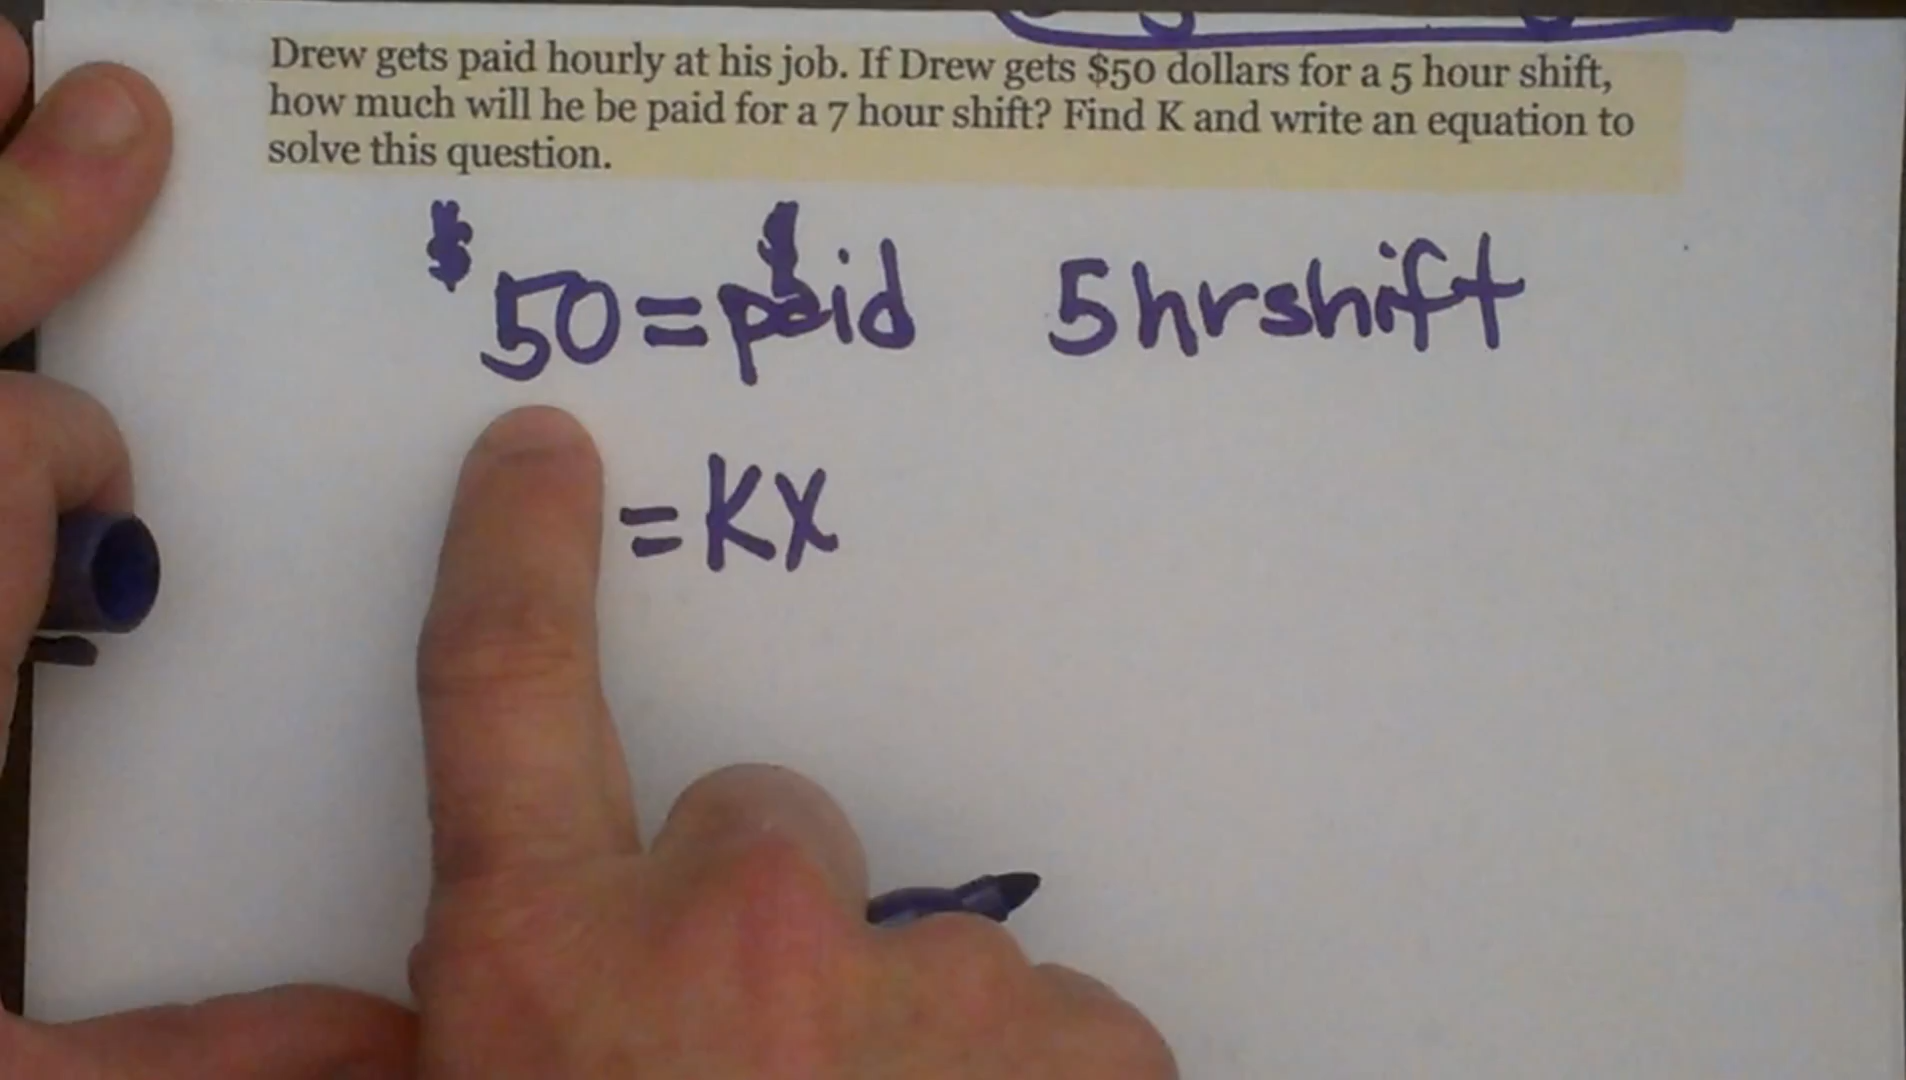 Drew gets paid hourly at his job. If Drew gets $50 dollars for a 5 hour shift,
how much will he be paid for a 7 hour shift? Find K and write an equation to
solve this question.
$50=paid 5hrshift
=KX